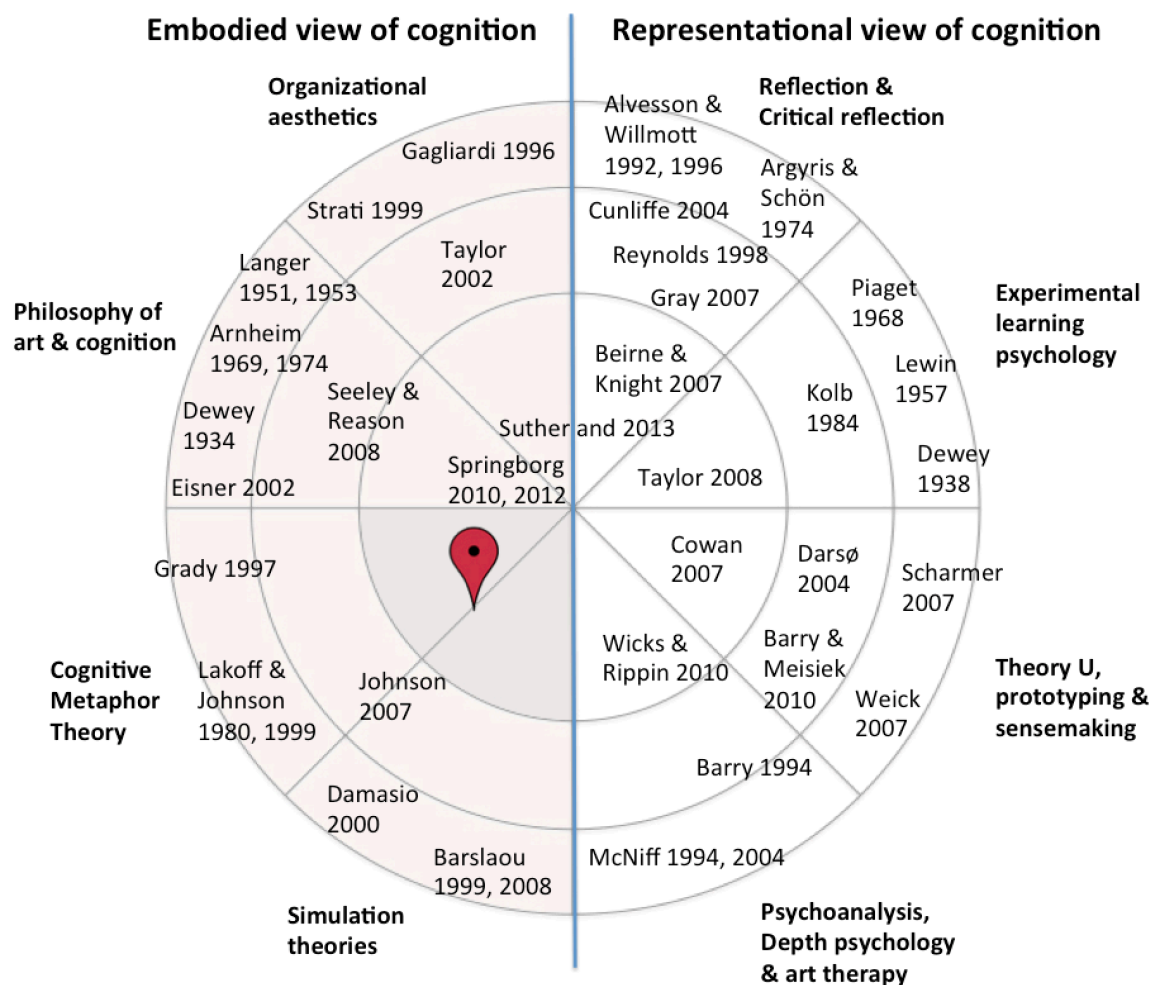 Embodied view of cognition
Representational view of cognition
Organizational
aesthetics
Reflection &
Critical reflection
Gagliardi 1996
Strati 1999
Taylor
2002
Alvesson &
Willmott
1992, 1996
Argyris &
Schön
1974
Cunliffe 2004
Reynolds 1998
Gray 2007
Beirne &
Knight 2007
Philosophy of
art & cognition
Langer
1951, 1953
Arnheim
1969, 1974
Dewey
1934
Eisner 2002
Seeley &
Reason
2008
Suther and 2013
Springborg
2010, 2012
Experimental
learning
psychology
Piaget
1968
Lewin
1957
Dewey
1938
Kolb
1984
Taylor 2008
Cognitive
Metaphor
Theory
Grady 1997
Lakoff &
Johnson
1980, 1999
Johnson
2007
Theory U,
prototyping &
sensemaking
Cowan
2007
Darsø
2004
Scharmer
2007
Barry &
Meisiek
2010
Weick
2007
Wicks &
Rippin 2010
Barry 1994
McNiff 1994, 2004
Damasio
2000
Barslaou
1999, 2008
Simulation
theories
Psychoanalysis,
Depth psychology
& art therapy